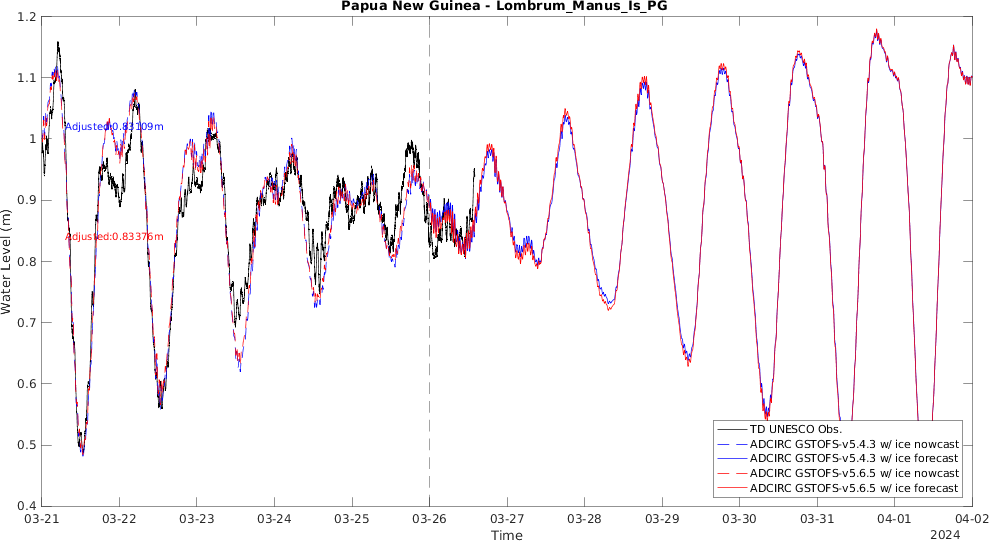 Papua New Guinea - Lombrum_Manus_Is_PG
1.2
1.1
1
0.9
0.8
0.7
0.6
0.5
0.4
Water Level (m)
Adjusted:0.83109m
Adjusted:0.83376m
TD UNESCO Obs.
ADCIRC GSTOFS-v5.4.3 w/ ice nowcast
ADCIRC GSTOFS-v5.4.3 w/ ice forecast
ADCIRC GSTOFS-v5.6.5 w/ ice nowcast
ADCIRC GSTOFS-v5.6.5 w/ ice forecast
03-21 03-22 03-23 03-24 03-25 03-26 03-27 03-28 03-29 03-30 03-31 04-01 04-02
Time
2024